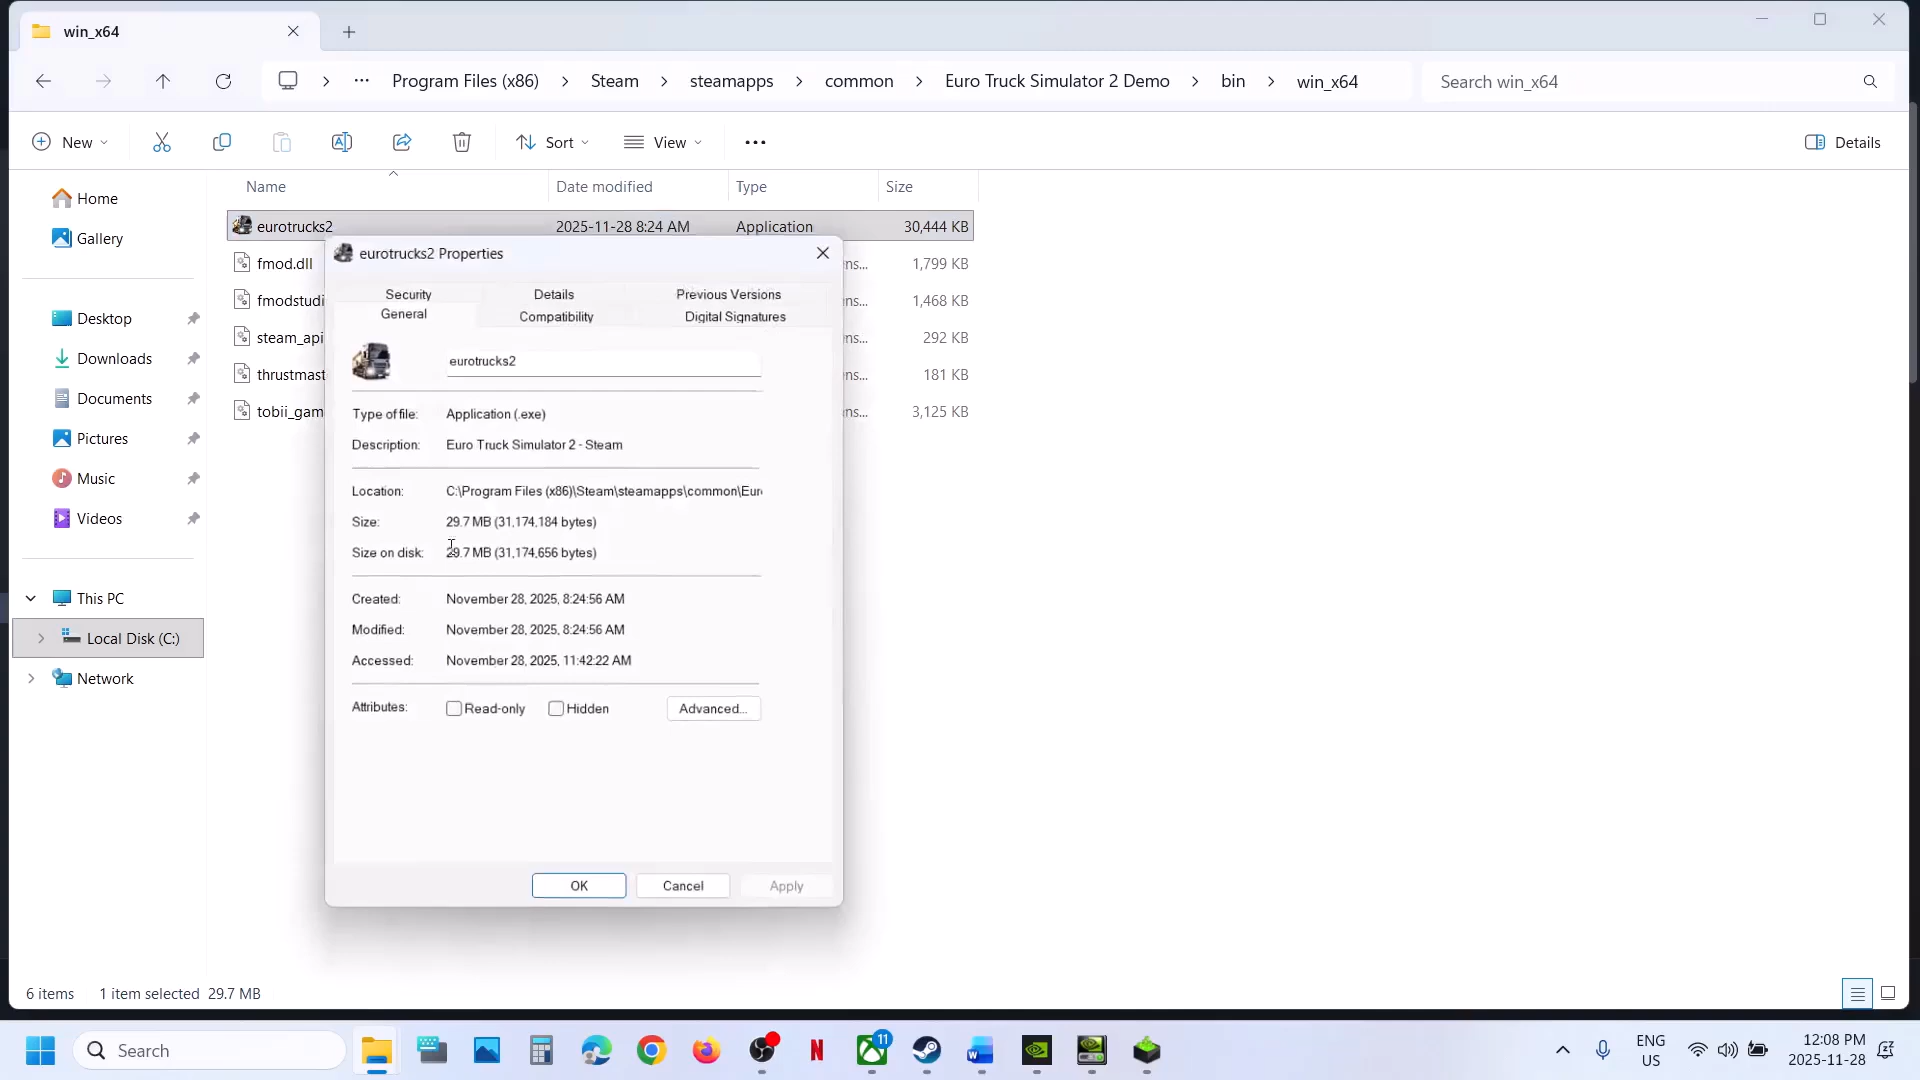 win_x64
Program Files (x86) > Steam > steamapps > common > Euro Truck Simulator 2 Demo > bin > win_x64
Search win_x64
New
Sort
View
Details
Name
Date modified
Type
Size
Home
Gallery
Desktop
Downloads
Documents
Pictures
Music
Videos
This PC
Local Disk (C:)
Network
eurotrucks2 2025-11-28 8:24 AM Application 30,444 KB
fmod.dll ns... 1,799 KB
fmodstudi ns... 1,468 KB
steam_api ns... 292 KB
thrustmast ns... 181 KB
tobii_gam ns... 3,125 KB
eurotrucks2 Properties
Security Details Previous Versions
General Compatibility Digital Signatures
eurotrucks2
Type of file: Application (.exe)
Description: Euro Truck Simulator 2 - Steam
Location: C:\Program Files (x86)\Steam\steamapps\common\Eur
Size: 29.7 MB (31,174,184 bytes)
Size on disk: 29.7 MB (31,174,656 bytes)
Created: November 28, 2025, 8:24:56 AM
Modified: November 28, 2025, 8:24:56 AM
Accessed: November 28, 2025, 11:42:22 AM
Attributes: Read-only Hidden Advanced...
OK Cancel Apply
6 items 1 item selected 29.7 MB
Search
11
ENG
US
12:08 PM
2025-11-28